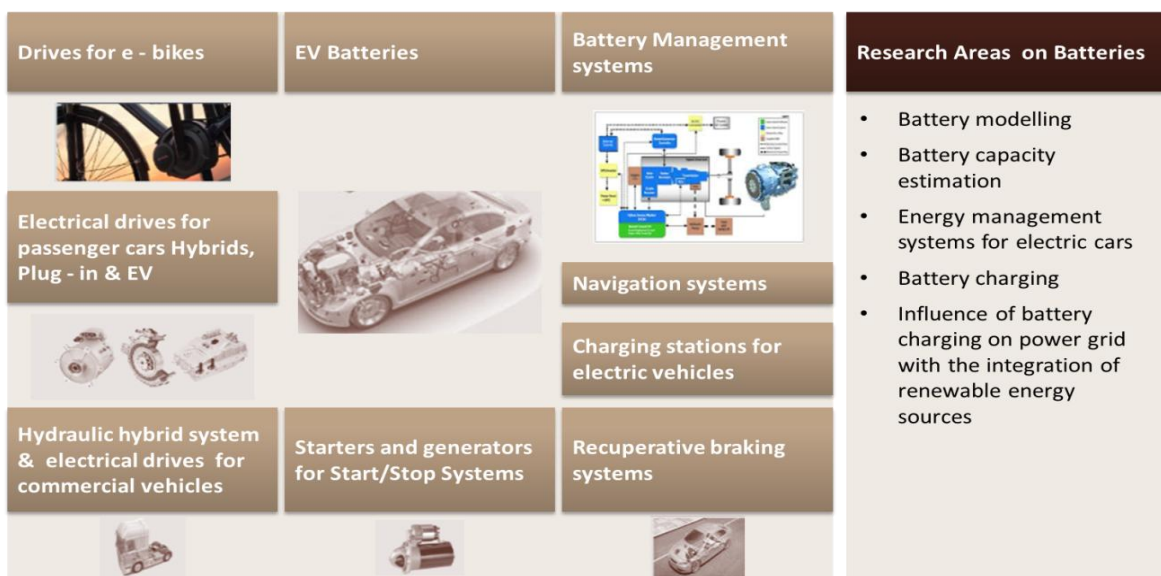 Drives for e - bikes
EV Batteries
Battery Management
systems
Research Areas on Batteries
Electrical drives for
passenger cars Hybrids,
Plug - in & EV
Navigation systems
Charging stations for
electric vehicles
Hydraulic hybrid system
& electrical drives for
commercial vehicles
Starters and generators
for Start/Stop Systems
Recuperative braking
systems
• Battery modelling
• Battery capacity
estimation
• Energy management
systems for electric cars
• Battery charging
• Influence of battery
charging on power grid
with the integration of
renewable energy
sources